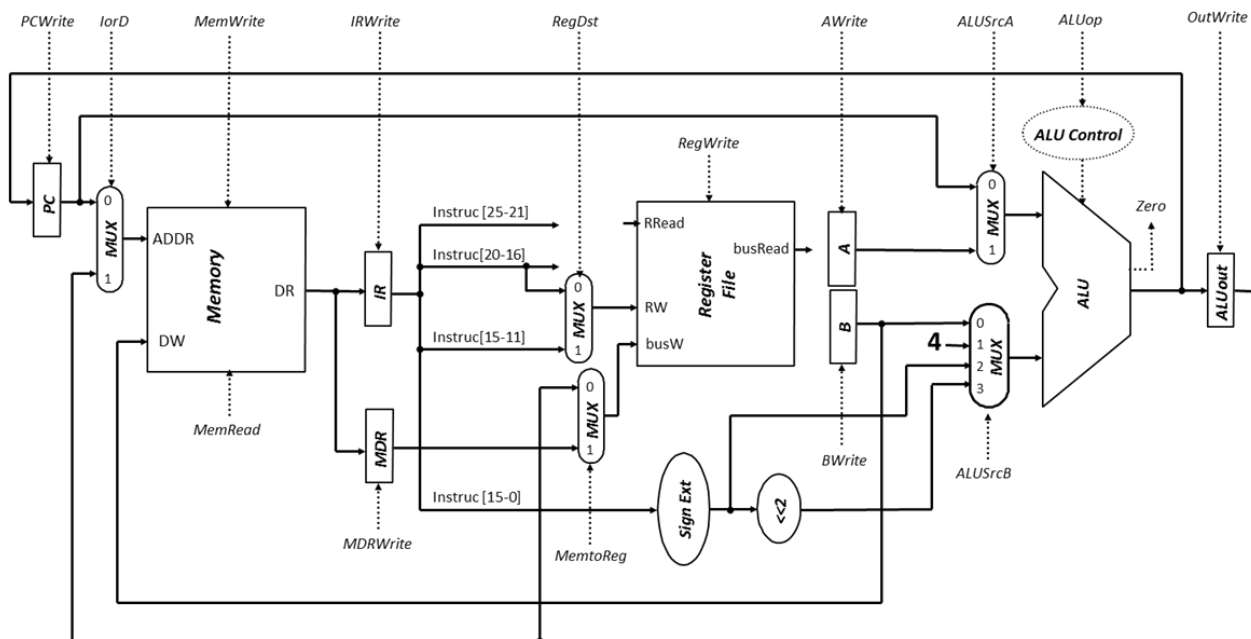 PCWrite
IorD
MemWrite
IRWrite
RegDst
AWrite
ALUSrcA
ALUop
OutWrite
ALU Control
RegWrite
PC
0
MUX
1
ADDR
Memory
DR
DW
MemRead
IR
Instruc [25-21]
Instruc[20-16]
Instruc[15-11]
0
MUX
1
RRead
busRead
Register
File
RW
busW
A
B
0
MUX
1
Zero
ALU
ALUout
4
0
1
2
3
MUX
0
MUX
1
MDR
MDRWrite
Instruc [15-0]
MemtoReg
Sign Ext
<<2
BWrite
ALUSrcB